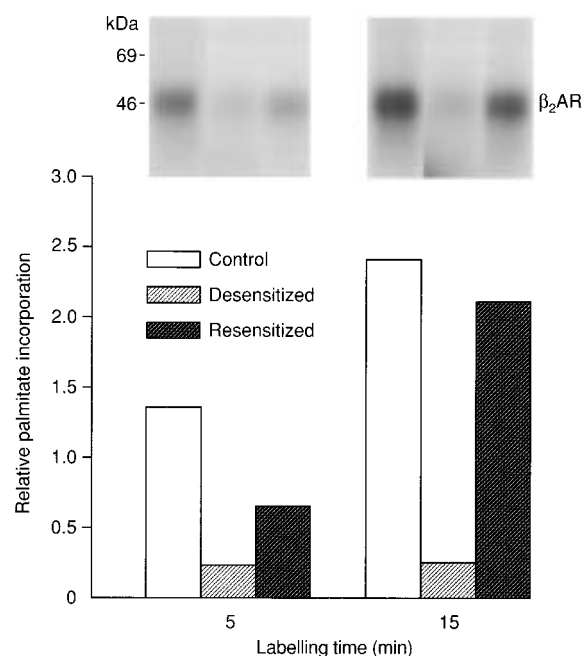 kDa
69-
46-
β₂AR
3.0
2.5
2.0
1.5
1.0
0.5
0
Relative palmitate incorporation
Control
Desensitized
Resensitized
5
15
Labelling time (min)